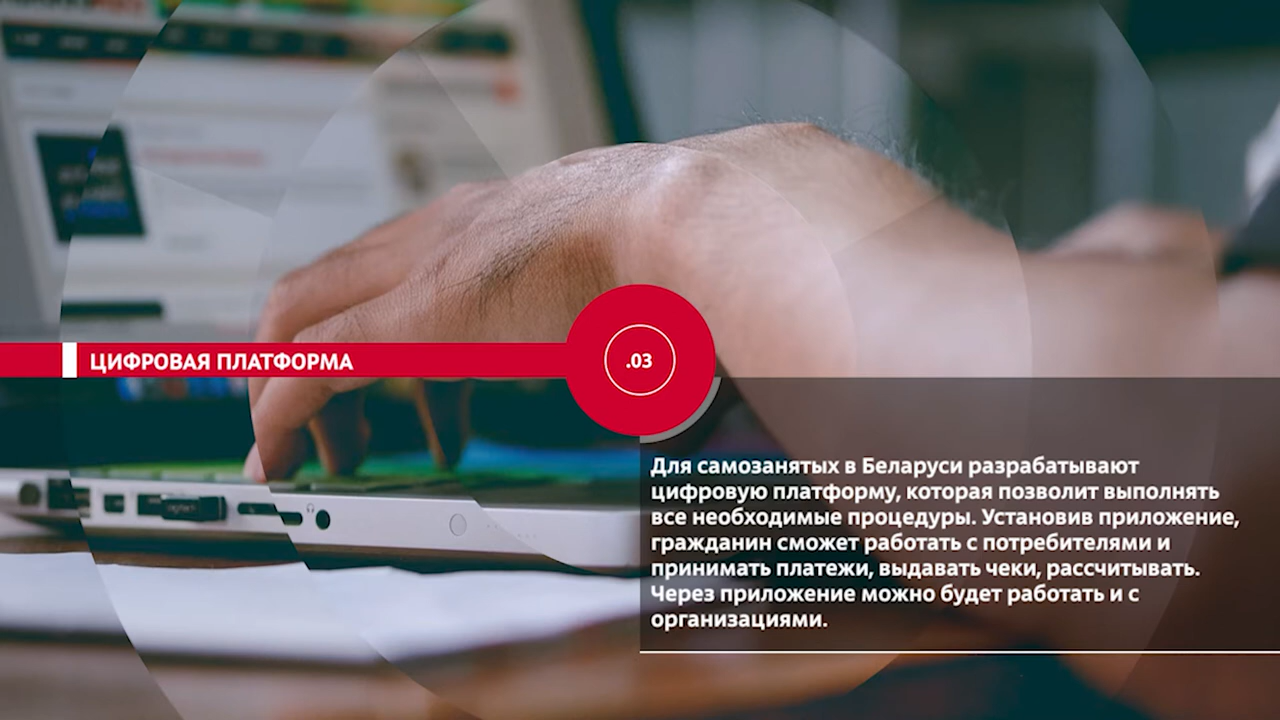 ЦИФРОВАЯ ПЛАТФОРМА
.03
Для самозанятых в Беларуси разрабатывают
цифровую платформу, которая позволит выполнять
все необходимые процедуры. Установив приложение,
гражданин сможет работать с потребителями и
принимать платежи, выдавать чеки, рассчитывать.
Через приложение можно будет работать и с
организациями.